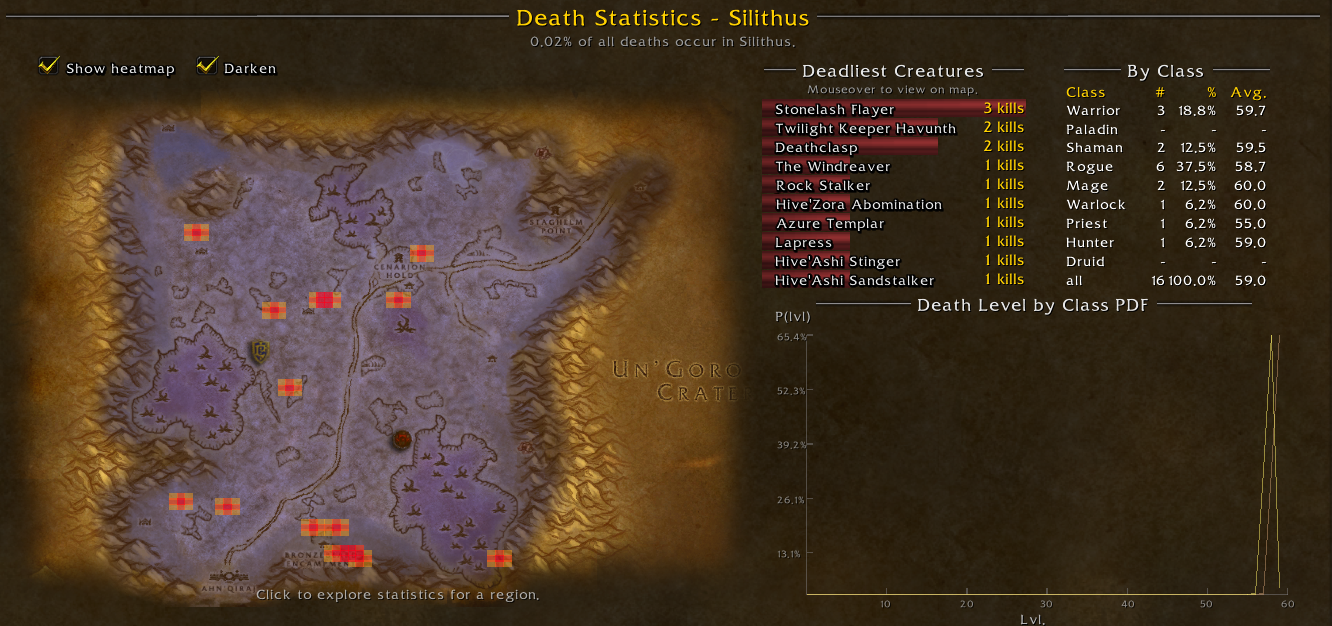 Death Statistics - Silithus
0.02% of all deaths occur in Silithus.
Show heatmap Darken
STAGHELM
POINT
CENARION
HOLD
UN'GORO
CRATE
BRONZE
ENCAMPMEN
AHN QIRAJ
Click to explore statistics for a region.
Deadliest Creatures
Mouseover to view on map.
Stonelash Flayer 3 kills
Twilight Keeper Havunth 2 kills
Deathclasp 2 kills
The Windreaver 1 kills
Rock Stalker 1 kills
Hive'Zora Abomination 1 kills
Azure Templar 1 kills
Lapress 1 kills
Hive'Ashi Stinger 1 kills
Hive'Ashi Sandstalker 1 kills
By Class
Class # % Avg.
Warrior 3 18.8% 59.7
Paladin - - -
Shaman 2 12.5% 59.5
Rogue 6 37.5% 58.7
Mage 2 12.5% 60.0
Warlock 1 6.2% 60.0
Priest 1 6.2% 55.0
Hunter 1 6.2% 59.0
Druid - - -
all 16 100.0% 59.0
Death Level by Class PDF
P(lvl)
65.4%
52.3%
39.2%
26.1%
13.1%
10 20 30 40 50 60
Lvl.